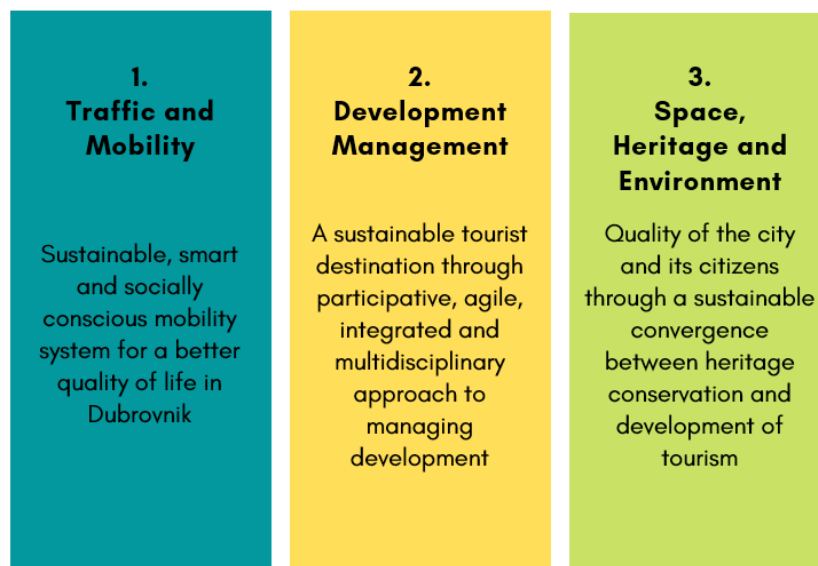 1.
Traffic and
Mobility
Sustainable, smart
and socially
conscious mobility
system for a better
quality of life in
Dubrovnik
2.
Development
Management
A sustainable tourist
destination through
participative, agile,
integrated and
multidisciplinary
approach to
managing
development
3.
Space,
Heritage and
Environment
Quality of the city
and its citizens
through a sustainable
convergence
between heritage
conservation and
development of
tourism